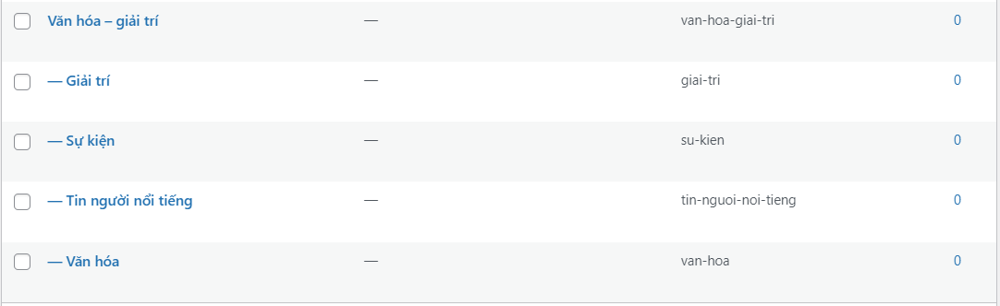 Văn hóa – giải trí — van-hoa-giai-tri 0
— Giải trí — giai-tri 0
— Sự kiện — su-kien 0
— Tin người nổi tiếng — tin-nguoi-noi-tieng 0
— Văn hóa — van-hoa 0